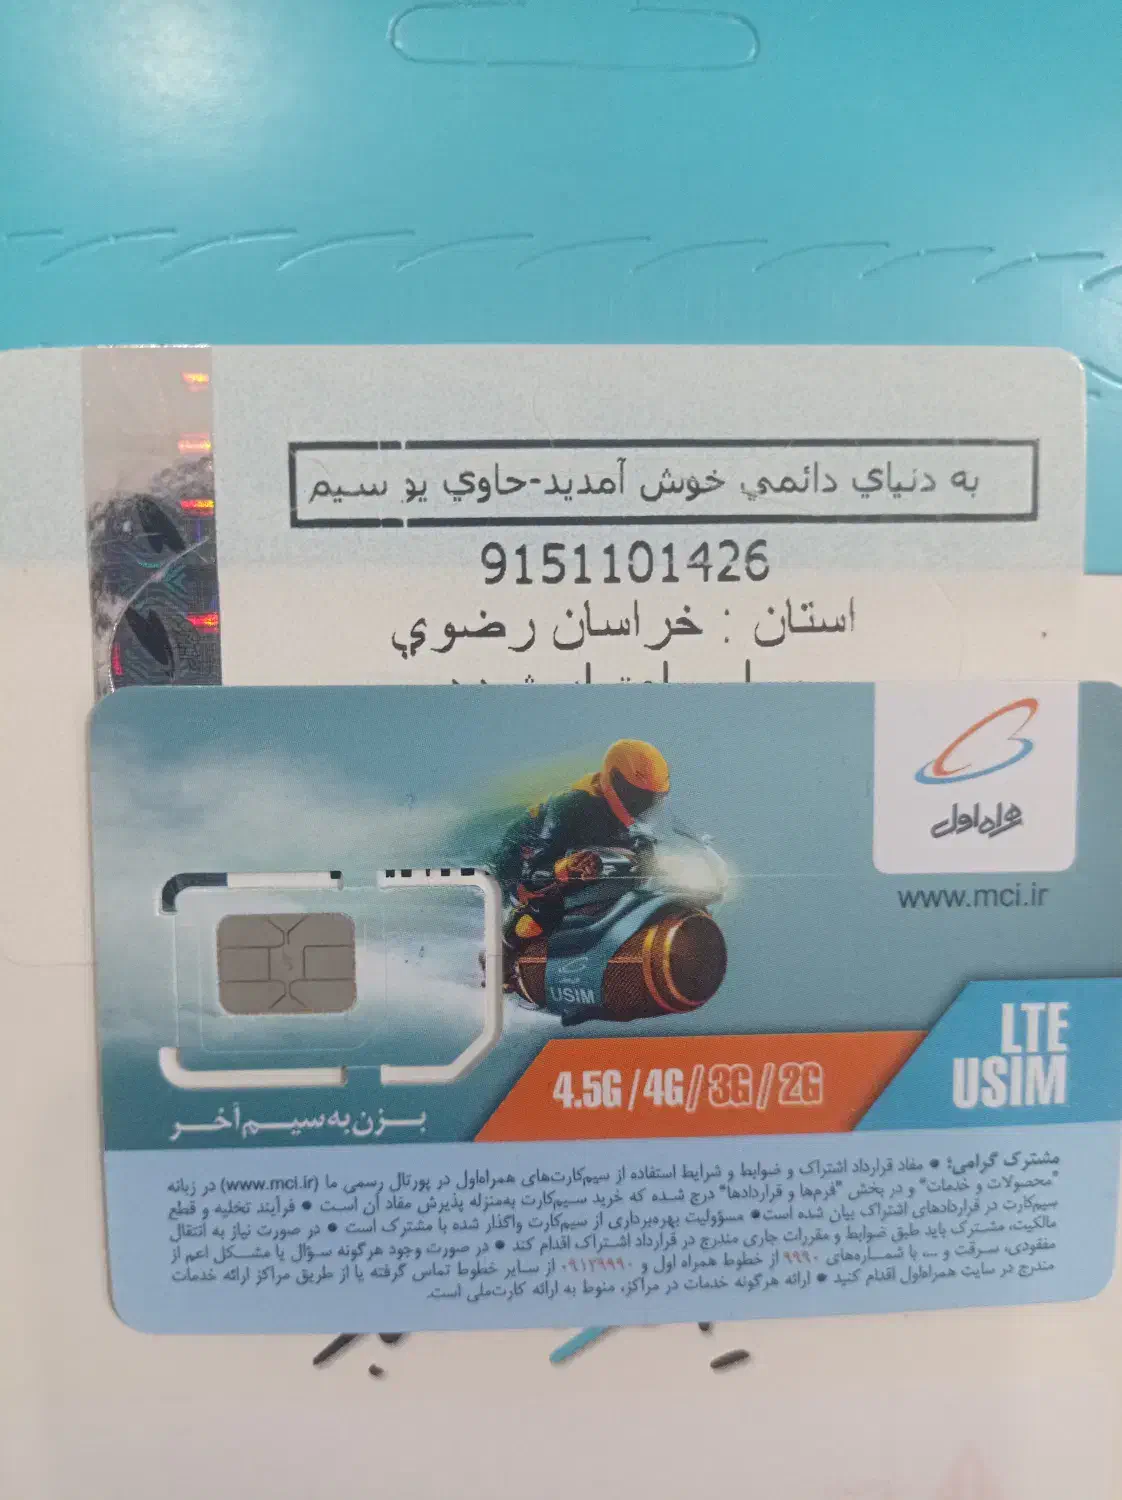 به دنياي دائمي خوش آمديد-حاوي يو سيم
9151101426
استان : خراسان رضوي
همراه اول
www.mci.ir
USIM
LTE
USIM
4.5G/4G/3G/2G
بزن به سیم آخر
مشترک گرامی؛ • مفاد قرارداد اشتراک و ضوابط و شرایط استفاده از سیم‌کارت‌های همراه‌اول در پورتال رسمی ما (www.mci.ir) در زبانه
"محصولات و خدمات" و در بخش "فرم‌ها و قراردادها" درج شده که خرید سیم‌کارت به‌منزله پذیرش مفاد آن است • فرآیند تخلیه و قطع
سیم‌کارت در قراردادهای اشتراک بیان شده است • مسؤولیت بهره‌برداری از سیم‌کارت واگذار شده با مشترک است • در صورت نیاز به انتقال
مالکیت، مشترک باید طبق ضوابط و مقررات جاری مندرج در قرارداد اشتراک اقدام کند • در صورت وجود هرگونه سؤال یا مشکل اعم از
مفقودی، سرقت و ... با شماره‌های ۹۹۹۰ از خطوط همراه اول و ۰۹۱۲۹۹۹۰ از سایر خطوط تماس گرفته یا از طریق مراکز ارائه خدمات
مندرج در سایت همراه‌اول اقدام کنید • ارائه هرگونه خدمات در مراکز، منوط به ارائه کارت‌ملی است.